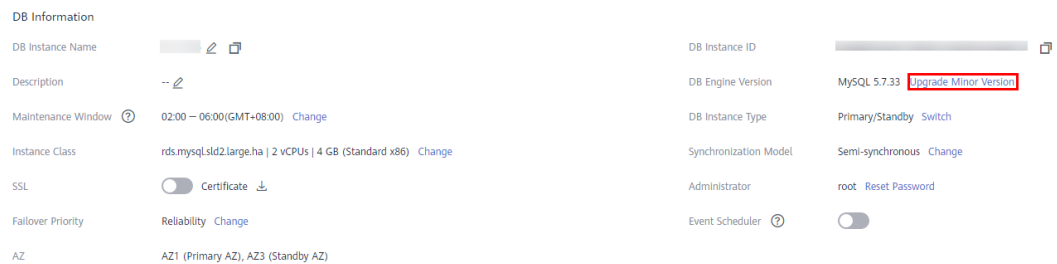 DB Information
DB Instance Name
DB Instance ID
Description -- 
DB Engine Version MySQL 5.7.33 Upgrade Minor Version
Maintenance Window ? 02:00 — 06:00(GMT+08:00) Change
DB Instance Type Primary/Standby Switch
Instance Class rds.mysql.sld2.large.ha | 2 vCPUs | 4 GB (Standard x86) Change
Synchronization Model Semi-synchronous Change
SSL Certificate
Administrator root Reset Password
Failover Priority Reliability Change
Event Scheduler ?
AZ AZ1 (Primary AZ), AZ3 (Standby AZ)